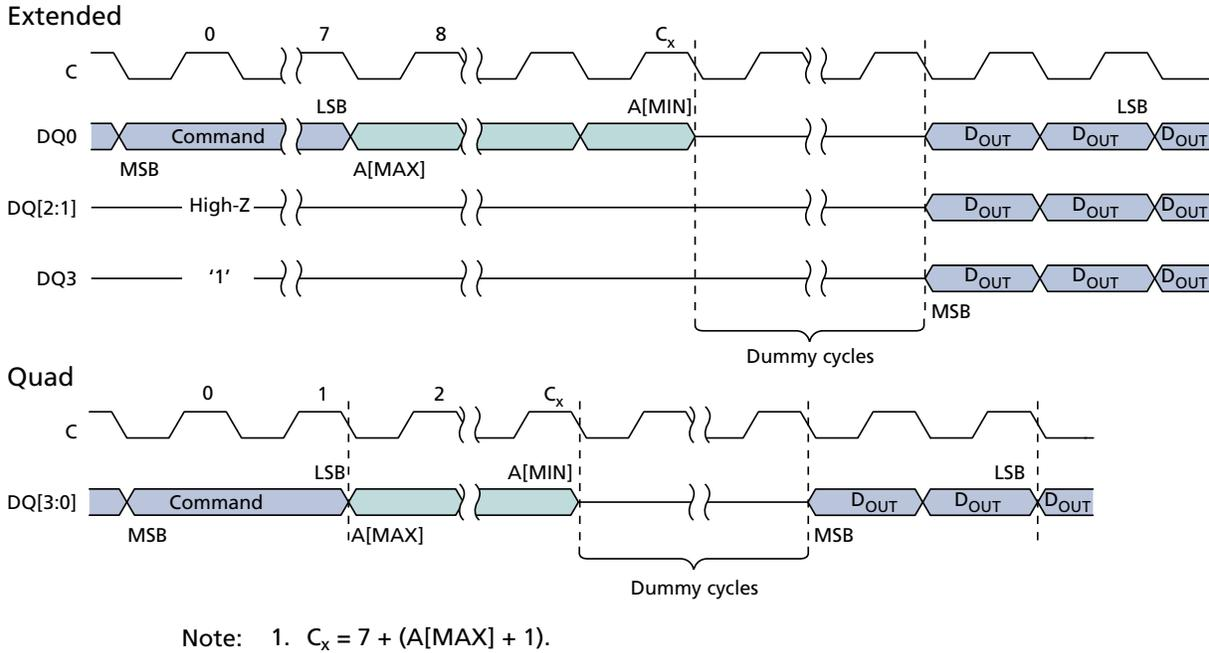 Extended
0 7 8 Cx
C
LSB A[MIN] LSB
DQ0 Command DOUT DOUT DOUT
MSB A[MAX]
DQ[2:1] High-Z DOUT DOUT DOUT
DQ3 ‘1’ DOUT DOUT DOUT
MSB
Dummy cycles
Quad
0 1 2 Cx
C
LSB A[MIN] LSB
DQ[3:0] Command DOUT DOUT DOUT
MSB A[MAX] MSB
Dummy cycles
Note: 1. Cx = 7 + (A[MAX] + 1).